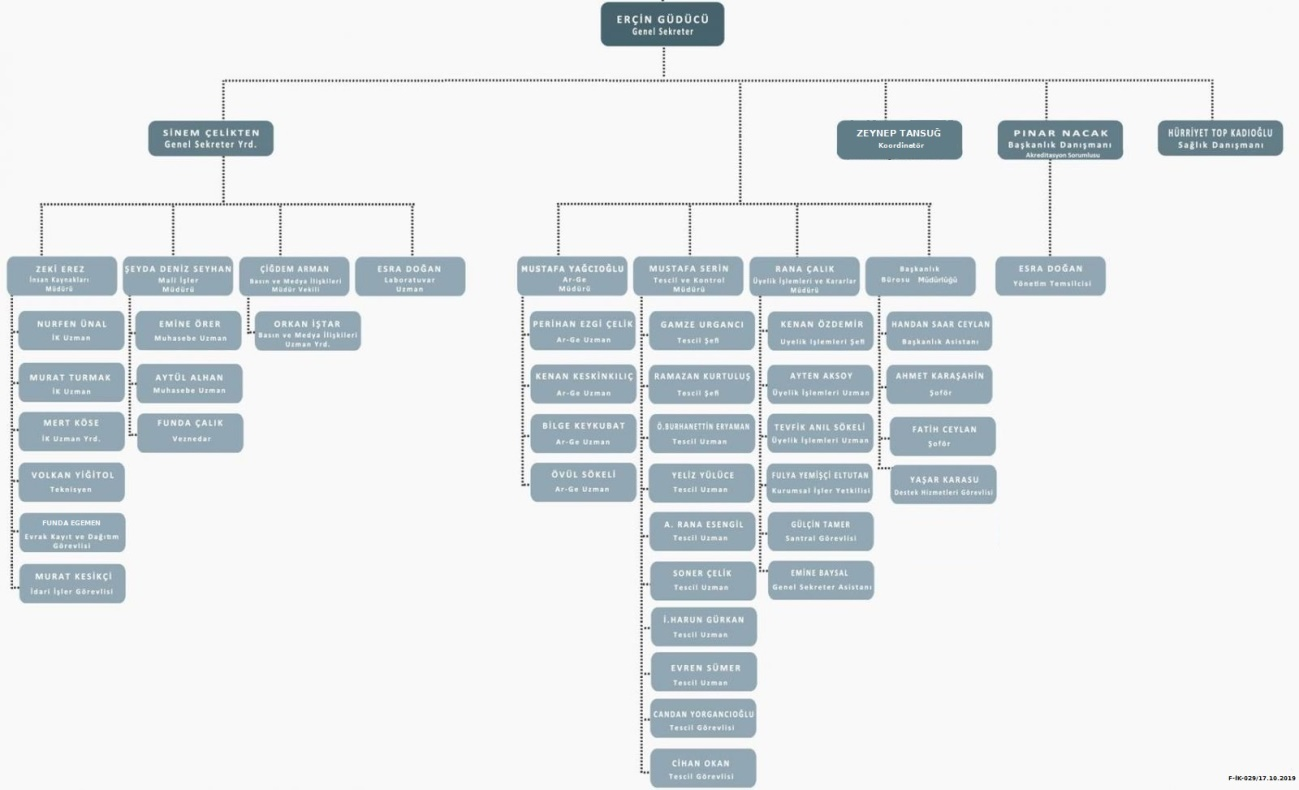 ERÇİN GÜDÜCÜ
Genel Sekreter
SİNEM ÇELİKTEN
Genel Sekreter Yrd.
ZEYNEP TANSUĞ
Koordinatör
PINAR NACAK
Başkanlık Danışmanı
Akreditasyon Sorumlusu
HÜRRİYET TOP KADIOĞLU
Sağlık Danışmanı
ZEKİ EREZ
İnsan Kaynakları
Müdürü
NURFEN ÜNAL
İK Uzman
MURAT TURMAK
İK Uzman
MERT KÖSE
İK Uzman Yrd.
VOLKAN YİĞİTOL
Teknisyen
FUNDA EGEMEN
Evrak Kayıt ve Dağıtım
Görevlisi
MURAT KESİKÇİ
İdari İşler Görevlisi
ŞEYDA DENİZ SEYHAN
Mali İşler
Müdürü
EMİNE ÖRER
Muhasebe Uzman
AYTÜL ALHAN
Muhasebe Uzman
FUNDA ÇALIK
Veznedar
ÇİĞDEM ARMAN
Basın ve Medya İlişkileri
Müdür Vekili
ORKAN İŞTAR
Basın ve Medya İlişkileri
Uzman Yrd.
ESRA DOĞAN
Laboratuvar
Uzman
MUSTAFA YAĞCIOĞLU
Ar-Ge
Müdürü
PERİHAN EZGİ ÇELİK
Ar-Ge Uzman
KENAN KESKİNKILIÇ
Ar-Ge Uzman
BİLGE KEYKUBAT
Ar-Ge Uzman
ÖVÜL SÖKELİ
Ar-Ge Uzman
MUSTAFA SERİN
Tescil ve Kontrol
Müdürü
GAMZE URGANCI
Tescil Şefi
RAMAZAN KURTULUŞ
Tescil Şefi
Ö.BURHANETTİN ERYAMAN
Tescil Uzman
YELİZ YÜLÜCE
Tescil Uzman
A. RANA ESENGİL
Tescil Uzman
SONER ÇELİK
Tescil Uzman
İ.HARUN GÜRKAN
Tescil Uzman
EVREN SÜMER
Tescil Uzman
CANDAN YORGANCIOĞLU
Tescil Görevlisi
CİHAN OKAN
Tescil Görevlisi
RANA ÇALIK
Üyelik İşlemleri ve Kararlar
Müdürü
KENAN ÖZDEMİR
Üyelik İşlemleri Şefi
AYTEN AKSOY
Üyelik İşlemleri Uzman
TEVFİK ANIL SÖKELİ
Üyelik İşlemleri Uzman
FULYA YEMİŞÇİ ELTUTAN
Kurumsal İşler Yetkilisi
GÜLÇİN TAMER
Santral Görevlisi
EMİNE BAYSAL
Genel Sekreter Asistanı
Başkanlık
Bürosu Müdürlüğü
HANDAN SAAR CEYLAN
Başkanlık Asistanı
AHMET KARAŞAHİN
Şoför
FATİH CEYLAN
Şoför
YAŞAR KARASU
Destek Hizmetleri Görevlisi
ESRA DOĞAN
Yönetim Temsilcisi
F-İK-029/17.10.2019